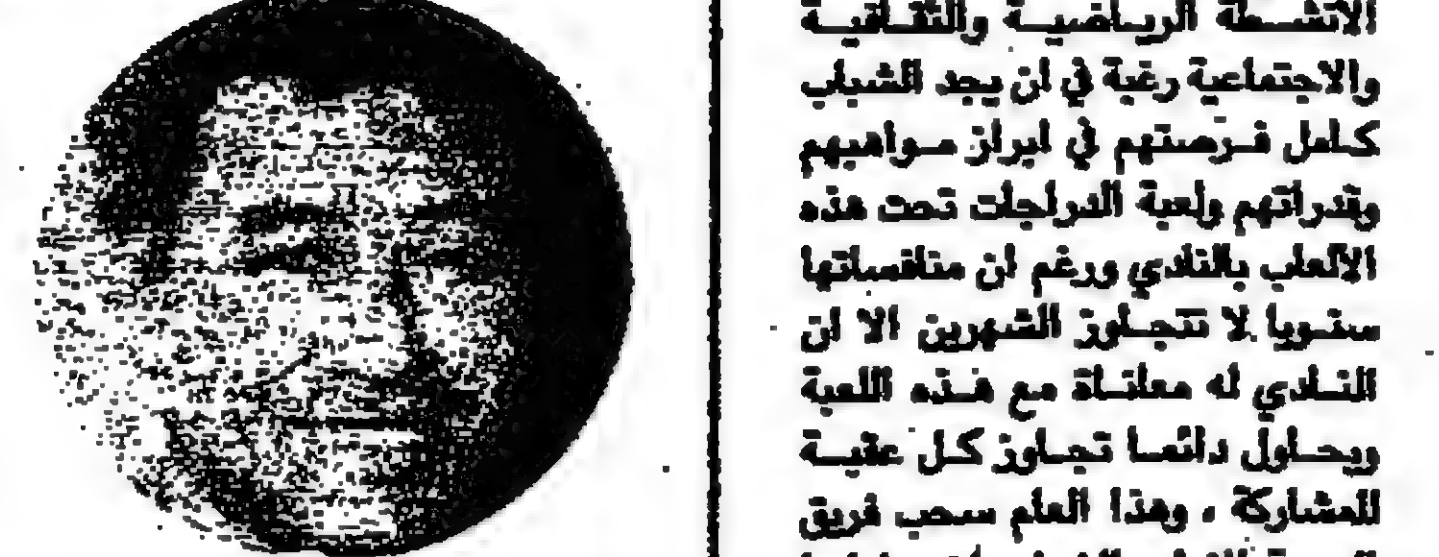 الانشطة الرياضية والثقافية
والاجتماعية رغبة في ان يجد الشباب
كامل فرصتهم في ابراز مواهبهم
وقدراتهم ولعبة الدراجات تحت هذه
الالعاب بالنادي ورغم ان منافساتها
سنويا لا تتجاوز الشهرين الا ان
النادي له معاناة مع هذه اللعبة
ويحاول دائما تجاوز كل عقبة
للمشاركة ، وهذا العام سحب فريق